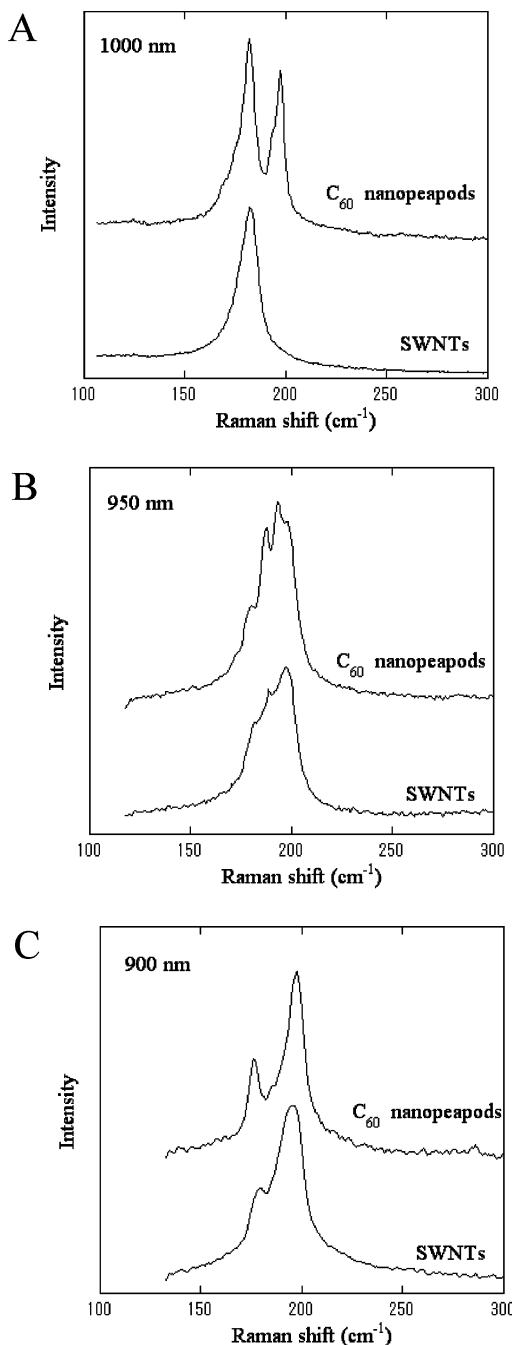 A
1000 nm
Intensity
C₆₀ nanopeapods
SWNTs
100 150 200 250 300
Raman shift (cm⁻¹)
B
950 nm
Intensity
C₆₀ nanopeapods
SWNTs
100 150 200 250 300
Raman shift (cm⁻¹)
C
900 nm
Intensity
C₆₀ nanopeapods
SWNTs
100 150 200 250 300
Raman shift (cm⁻¹)